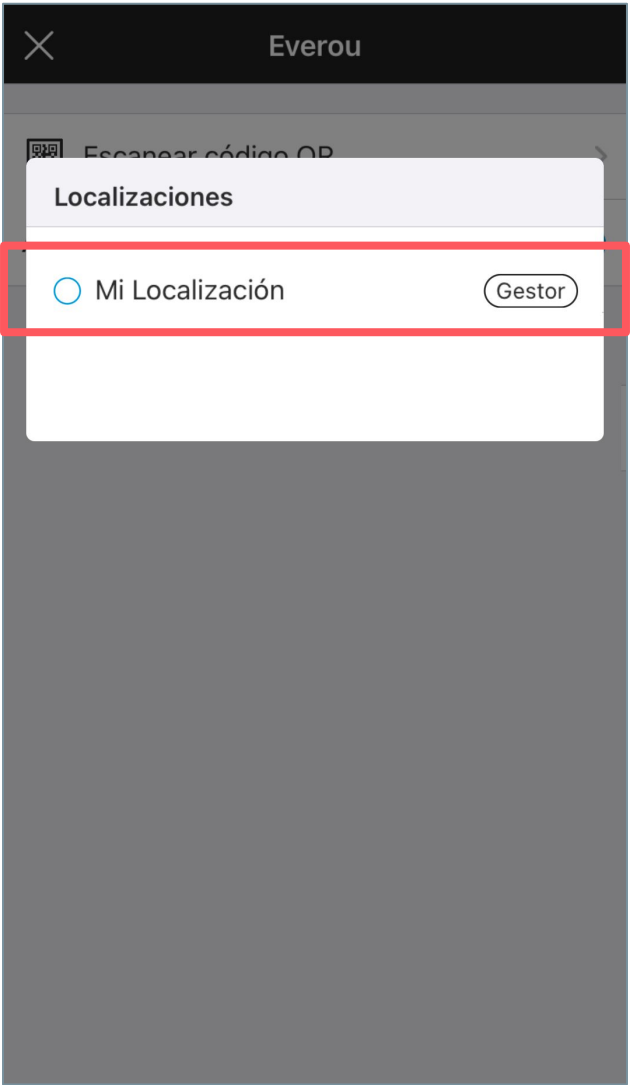 Everou
Escanear código QR
Localizaciones
Mi Localización
Gestor